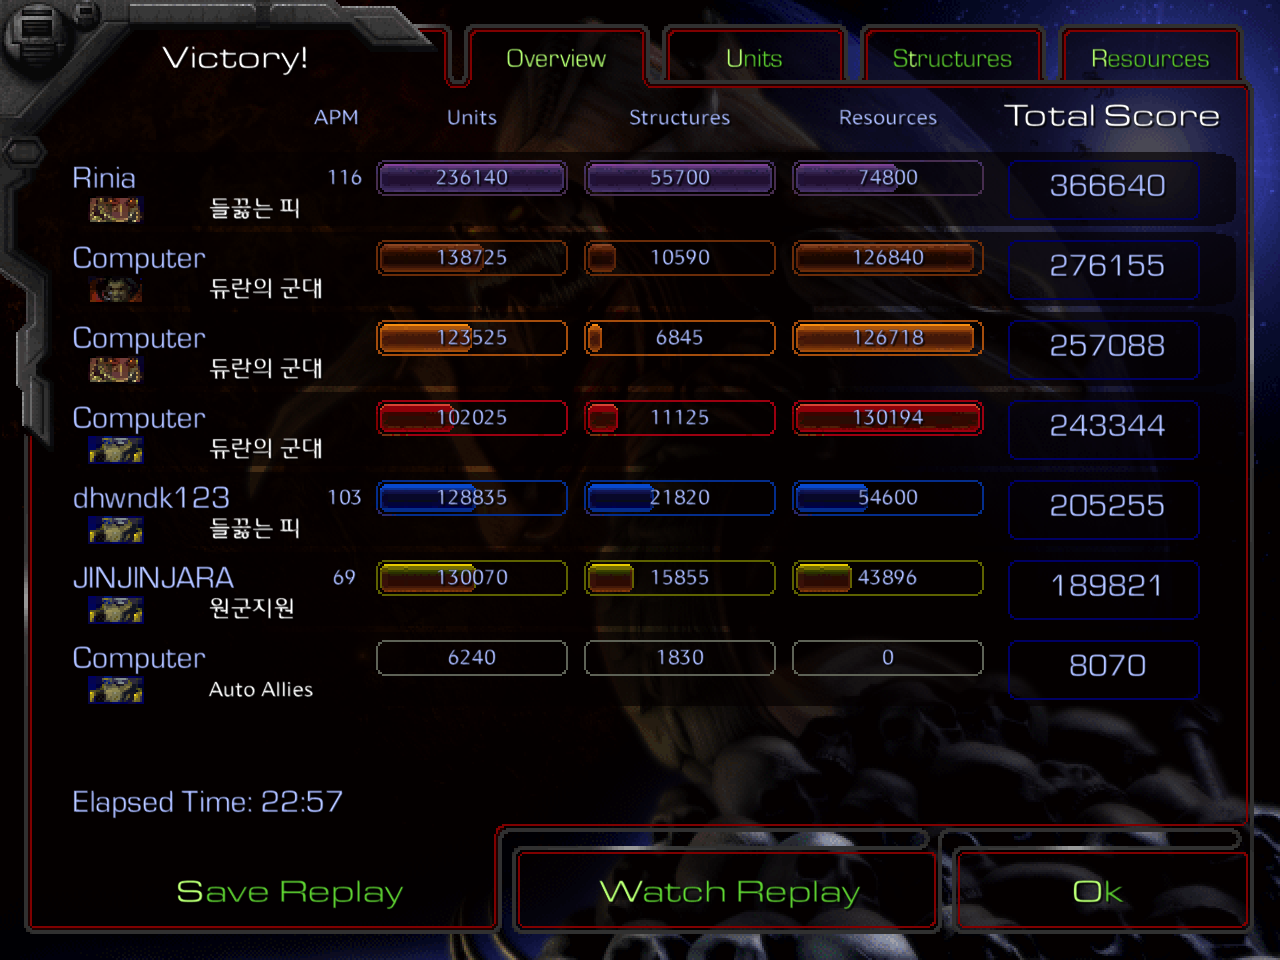 Victory!
Overview
Units
Structures
Resources
APM Units Structures Resources Total Score
Rinia 116 236140 55700 74800 366640
들끓는 피
Computer 138725 10590 126840 276155
듀란의 군대
Computer 123525 6845 126718 257088
듀란의 군대
Computer 102025 11125 130194 243344
듀란의 군대
dhwndk123 103 128835 21820 54600 205255
들끓는 피
JINJINJARA 69 130070 15855 43896 189821
원군지원
Computer 6240 1830 0 8070
Auto Allies
Elapsed Time: 22:57
Save Replay
Watch Replay
Ok